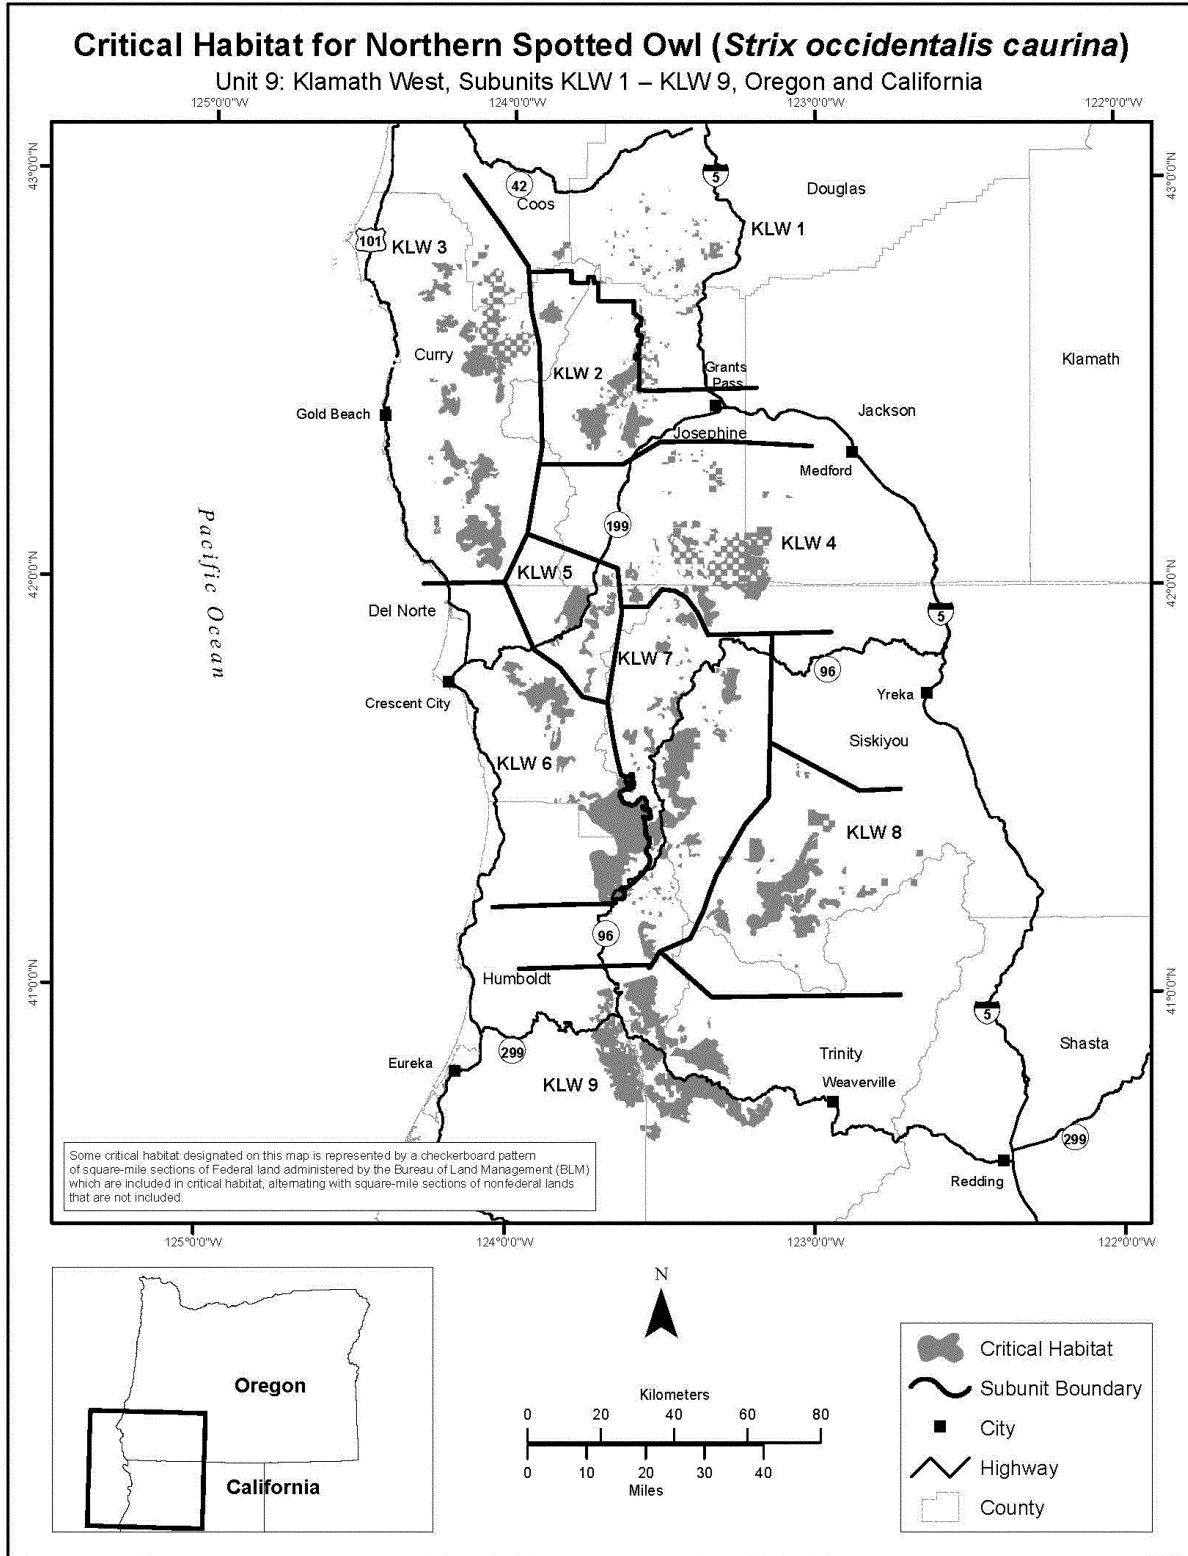 Critical Habitat for Northern Spotted Owl (Strix occidentalis caurina)
Unit 9: Klamath West, Subunits KLW 1 – KLW 9, Oregon and California
125°0'0"W
124°0'0"W
123°0'0"W
122°0'0"W
43°0'0"N
43°0'0"N
42
5
Douglas
Coos
KLW 1
101
KLW 3
Curry
KLW 2
Klamath
Grants
Pass
Gold Beach
Jackson
Josephine
Medford
199
KLW 4
Pacific Ocean
KLW 5
42°0'0"N
42°0'0"N
Del Norte
5
KLW 7
96
Crescent City
Yreka
Siskiyou
KLW 6
KLW 8
96
Humboldt
41°0'0"N
41°0'0"N
5
299
Trinity
Shasta
Eureka
KLW 9
Weaverville
299
Redding
Some critical habitat designated on this map is represented by a checkerboard pattern
of square-mile sections of Federal land administered by the Bureau of Land Management (BLM)
which are included in critical habitat, alternating with square-mile sections of nonfederal lands
that are not included.
125°0'0"W
124°0'0"W
123°0'0"W
122°0'0"W
Oregon
California
N
Kilometers
0 20 40 60 80
0 10 20 30 40
Miles
Critical Habitat
Subunit Boundary
City
Highway
County